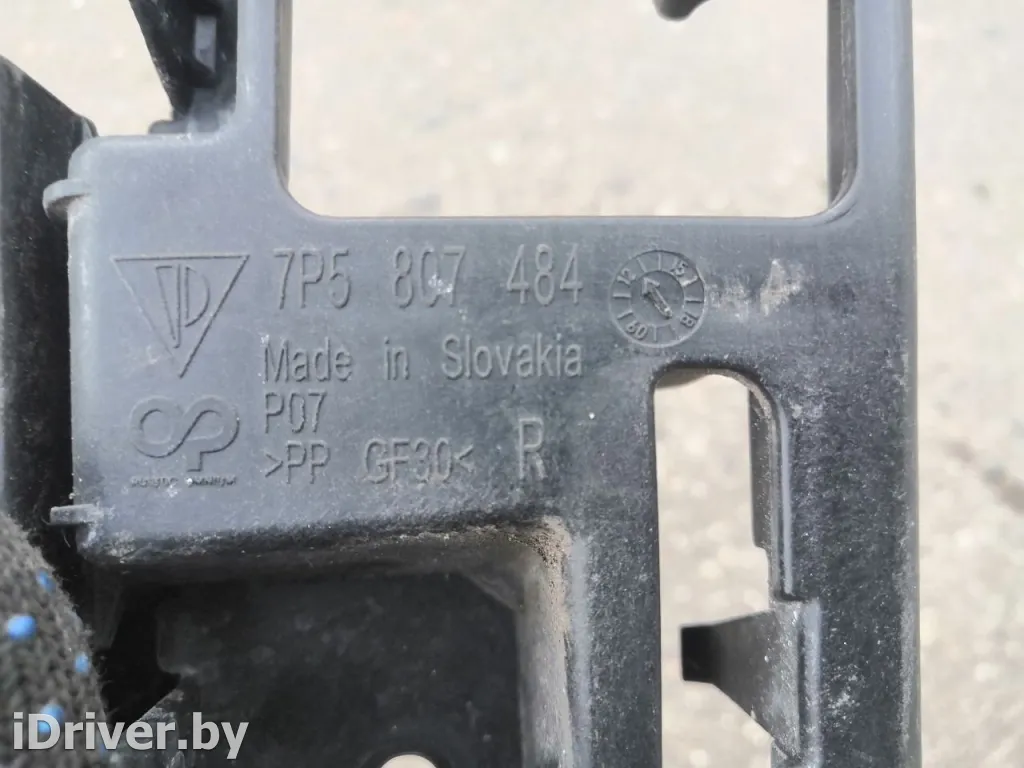 7P5 807 484
Made in Slovakia
P07
>PP GF30< R
iDriver.by